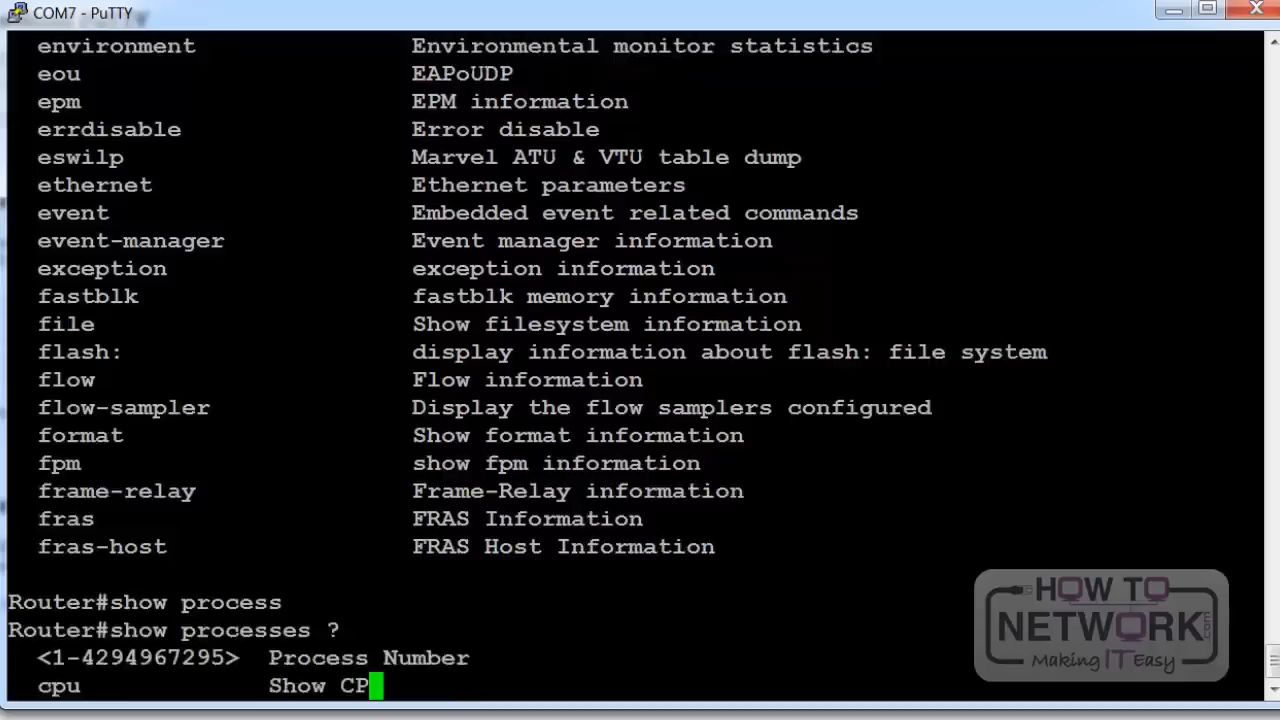 COM7 - PuTTY
environment Environmental monitor statistics
eou EAPoUDP
epm EPM information
errdisable Error disable
eswilp Marvel ATU & VTU table dump
ethernet Ethernet parameters
event Embedded event related commands
event-manager Event manager information
exception exception information
fastblk fastblk memory information
file Show filesystem information
flash: display information about flash: file system
flow Flow information
flow-sampler Display the flow samplers configured
format Show format information
fpm show fpm information
frame-relay Frame-Relay information
fras FRAS Information
fras-host FRAS Host Information
Router#show process
Router#show processes ?
<1-4294967295> Process Number
cpu Show CP
HOW TO
NETWORK.com
Making IT Easy